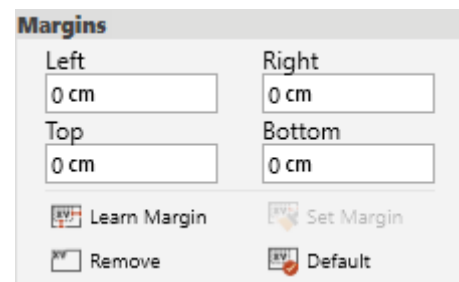 Margins
Left Right
0 cm 0 cm
Top Bottom
0 cm 0 cm
Learn Margin Set Margin
Remove Default